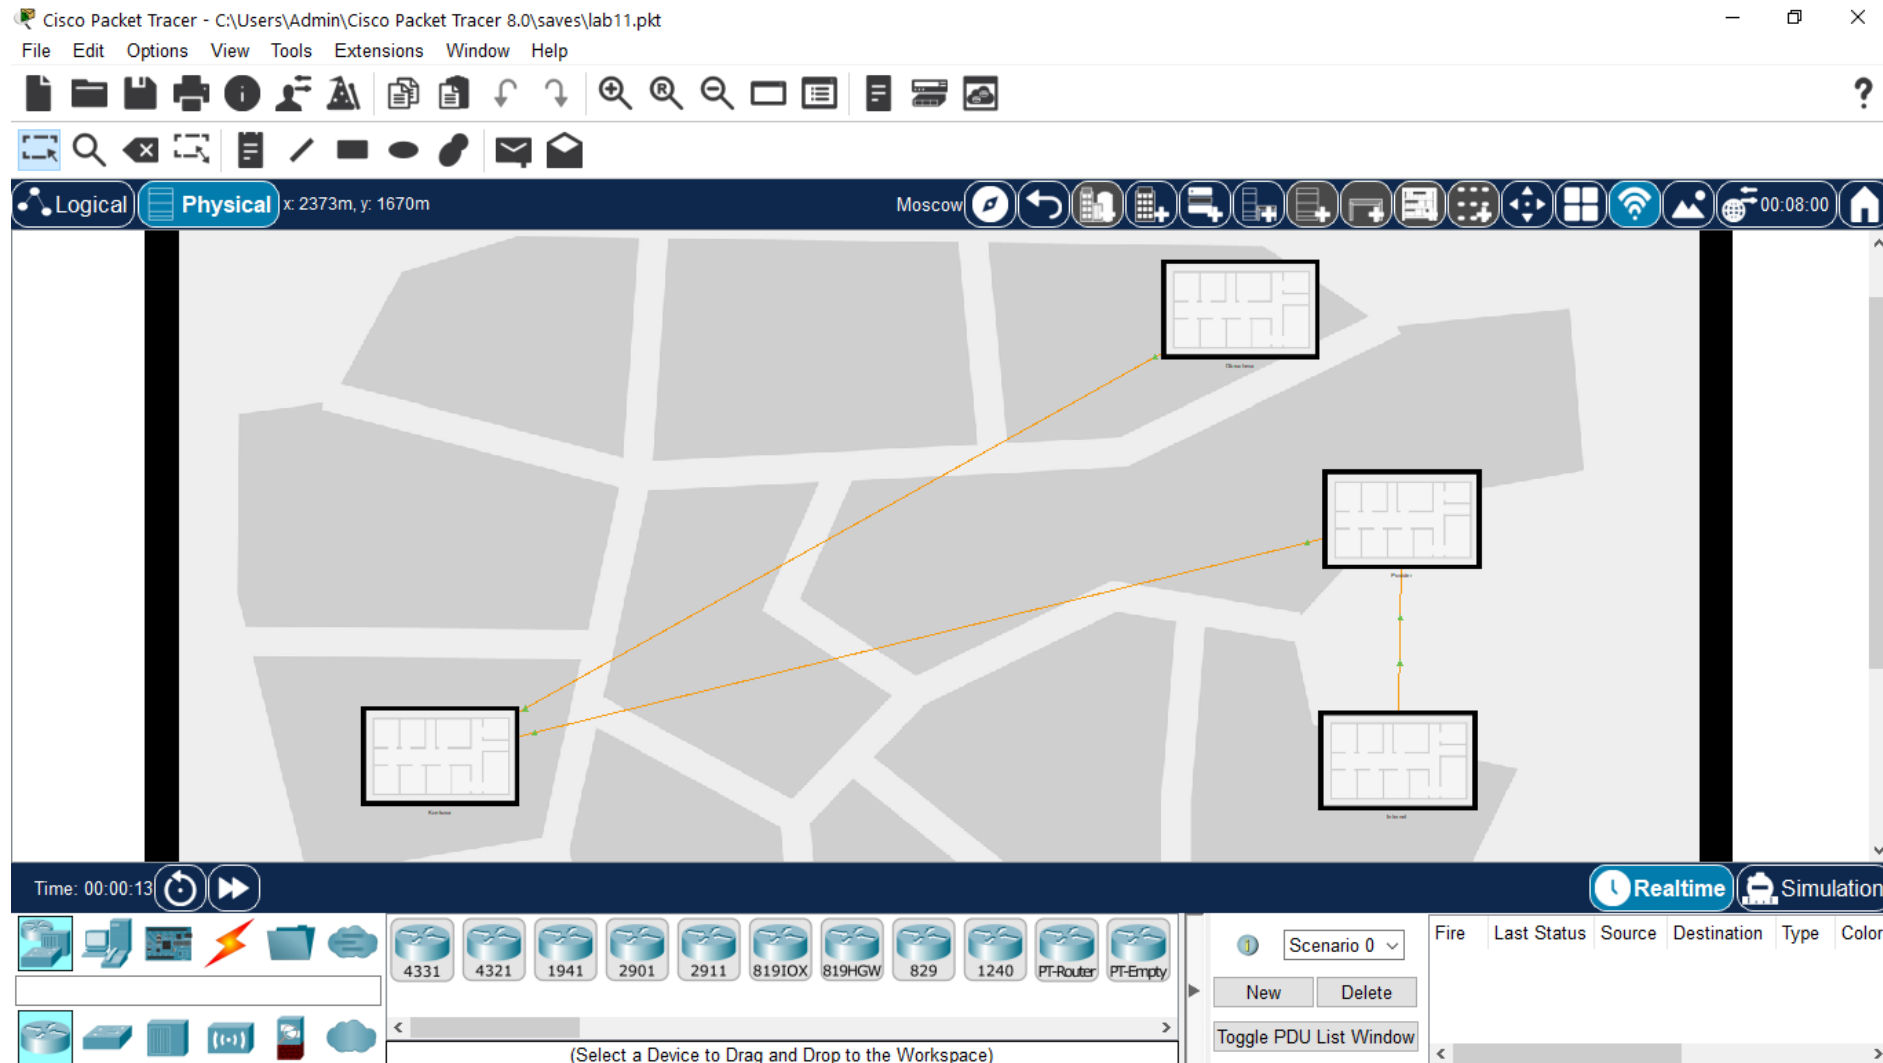 Cisco Packet Tracer - C:\Users\Admin\Cisco Packet Tracer 8.0\saves\lab11.pkt
File Edit Options View Tools Extensions Window Help
Logical Physical x: 2373m, y: 1670m Moscow 00:08:00
Provider
Time: 00:00:13 Realtime Simulation
4331 4321 1941 2901 2911 819IOX 819HGW 829 1240 PT-Router PT-Empty
Scenario 0
Fire Last Status Source Destination Type Color
New Delete
Toggle PDU List Window
(Select a Device to Drag and Drop to the Workspace)